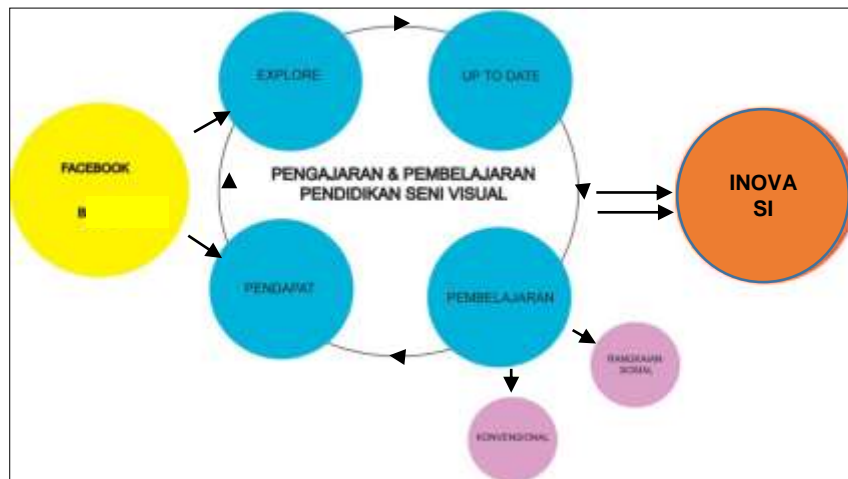 EXPLORE
UP TO DATE
FACEBOOK
B
PENGAJARAN & PEMBELAJARAN
PENDIDIKAN SENI VISUAL
INOVA
SI
PENDAPAT
PEMBELAJARAN
RANGKAIAN
SOSIAL
KONVENSIONAL